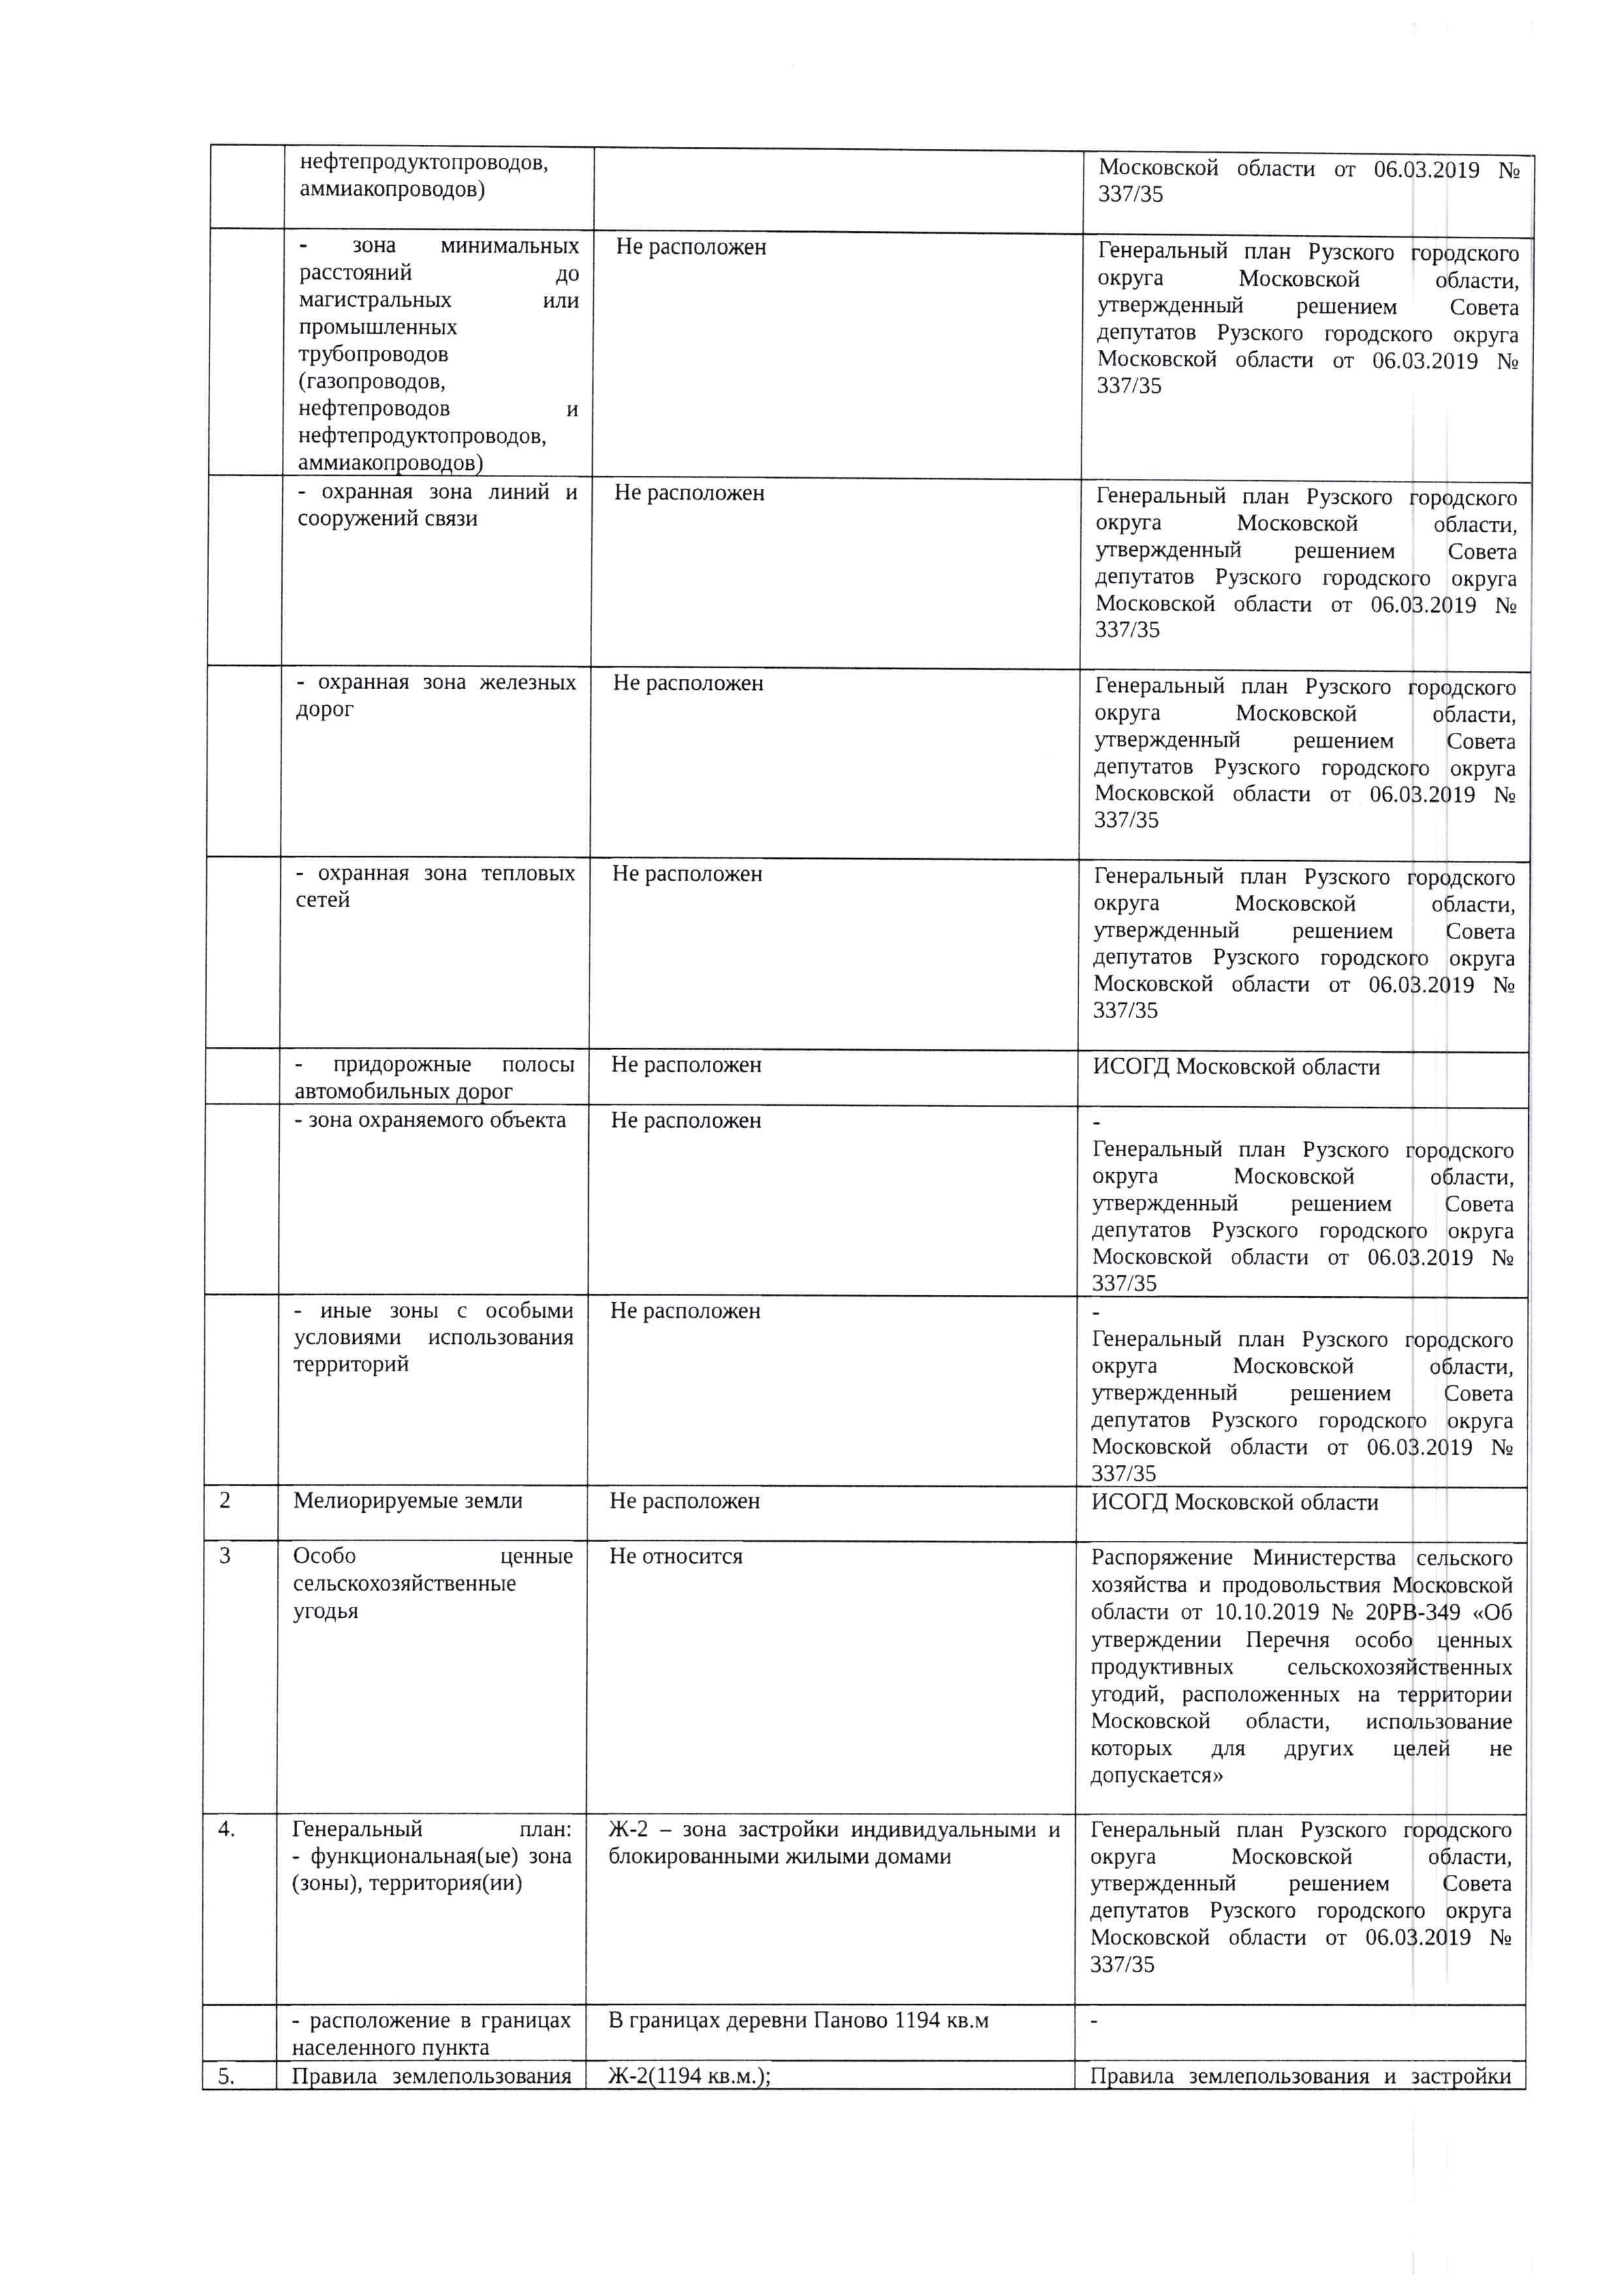 нефтепродуктопроводов,
аммиакопроводов)
Московской области от 06.03.2019 №
337/35
- зона минимальных
расстояний до
магистральных или
промышленных
трубопроводов
(газопроводов,
нефтепроводов и
нефтепродуктопроводов,
аммиакопроводов)
Не расположен
Генеральный план Рузского городского
округа Московской области,
утвержденный решением Совета
депутатов Рузского городского округа
Московской области от 06.03.2019 №
337/35
- охранная зона линий и
сооружений связи
Не расположен
Генеральный план Рузского городского
округа Московской области,
утвержденный решением Совета
депутатов Рузского городского округа
Московской области от 06.03.2019 №
337/35
- охранная зона железных
дорог
Не расположен
Генеральный план Рузского городского
округа Московской области,
утвержденный решением Совета
депутатов Рузского городского округа
Московской области от 06.03.2019 №
337/35
- охранная зона тепловых
сетей
Не расположен
Генеральный план Рузского городского
округа Московской области,
утвержденный решением Совета
депутатов Рузского городского округа
Московской области от 06.03.2019 №
337/35
- придорожные полосы
автомобильных дорог
Не расположен
ИСОГД Московской области
- зона охраняемого объекта
Не расположен
-
Генеральный план Рузского городского
округа Московской области,
утвержденный решением Совета
депутатов Рузского городского округа
Московской области от 06.03.2019 №
337/35
- иные зоны с особыми
условиями использования
территорий
Не расположен
-
Генеральный план Рузского городского
округа Московской области,
утвержденный решением Совета
депутатов Рузского городского округа
Московской области от 06.03.2019 №
337/35
2
Мелиорируемые земли
Не расположен
ИСОГД Московской области
3
Особо ценные
сельскохозяйственные
угодья
Не относится
Распоряжение Министерства сельского
хозяйства и продовольствия Московской
области от 10.10.2019 № 20РВ-349 «Об
утверждении Перечня особо ценных
продуктивных сельскохозяйственных
угодий, расположенных на территории
Московской области, использование
которых для других целей не
допускается»
4.
Генеральный план:
- функциональная(ые) зона
(зоны), территория(ии)
Ж-2 – зона застройки индивидуальными и
блокированными жилыми домами
Генеральный план Рузского городского
округа Московской области,
утвержденный решением Совета
депутатов Рузского городского округа
Московской области от 06.03.2019 №
337/35
- расположение в границах
населенного пункта
В границах деревни Паново 1194 кв.м
-
5.
Правила землепользования
Ж-2(1194 кв.м.);
Правила землепользования и застройки